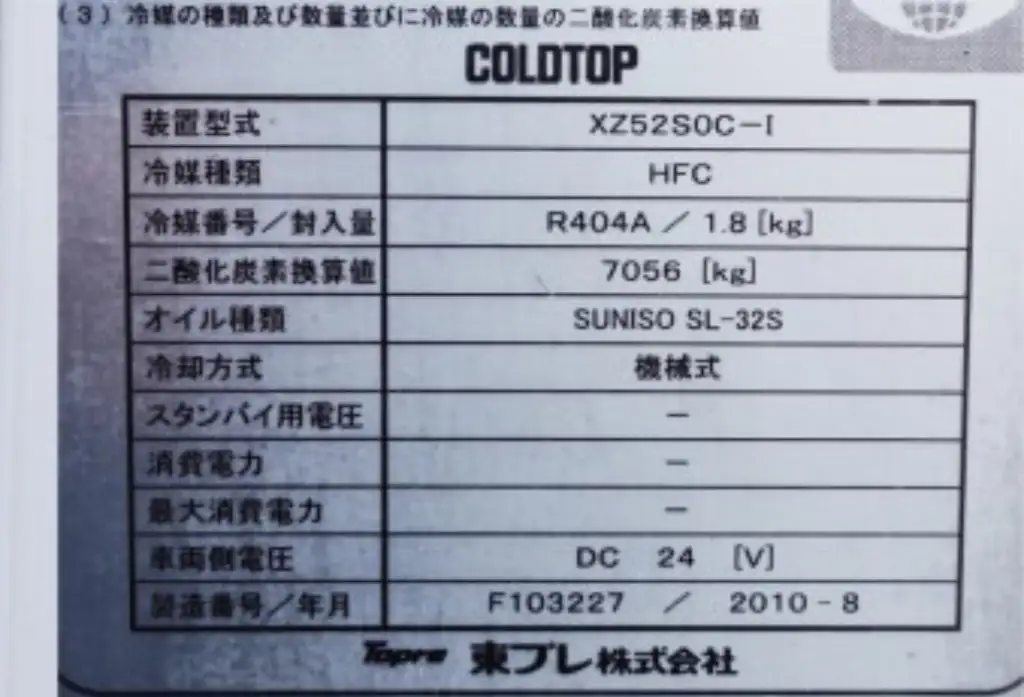 (3) 冷媒の種類及び数量並びに冷媒の数量の二酸化炭素換算値
COLDTOP
装置型式 XZ52SOC-I
冷媒種類 HFC
冷媒番号/封入量 R404A / 1.8 [kg]
二酸化炭素換算値 7056 [kg]
オイル種類 SUNISO SL-32S
冷却方式 機械式
スタンバイ用電圧 -
消費電力 -
最大消費電力 -
車両側電圧 DC 24 [V]
製造番号/年月 F103227 / 2010-8
Topre 東プレ株式会社